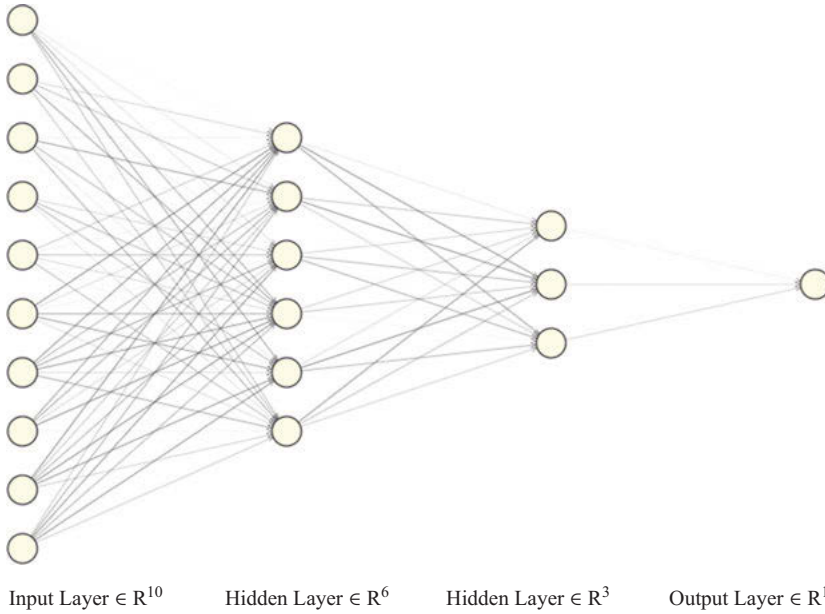 Input Layer ∈ R¹⁰ Hidden Layer ∈ R⁶ Hidden Layer ∈ R³ Output Layer ∈ R¹